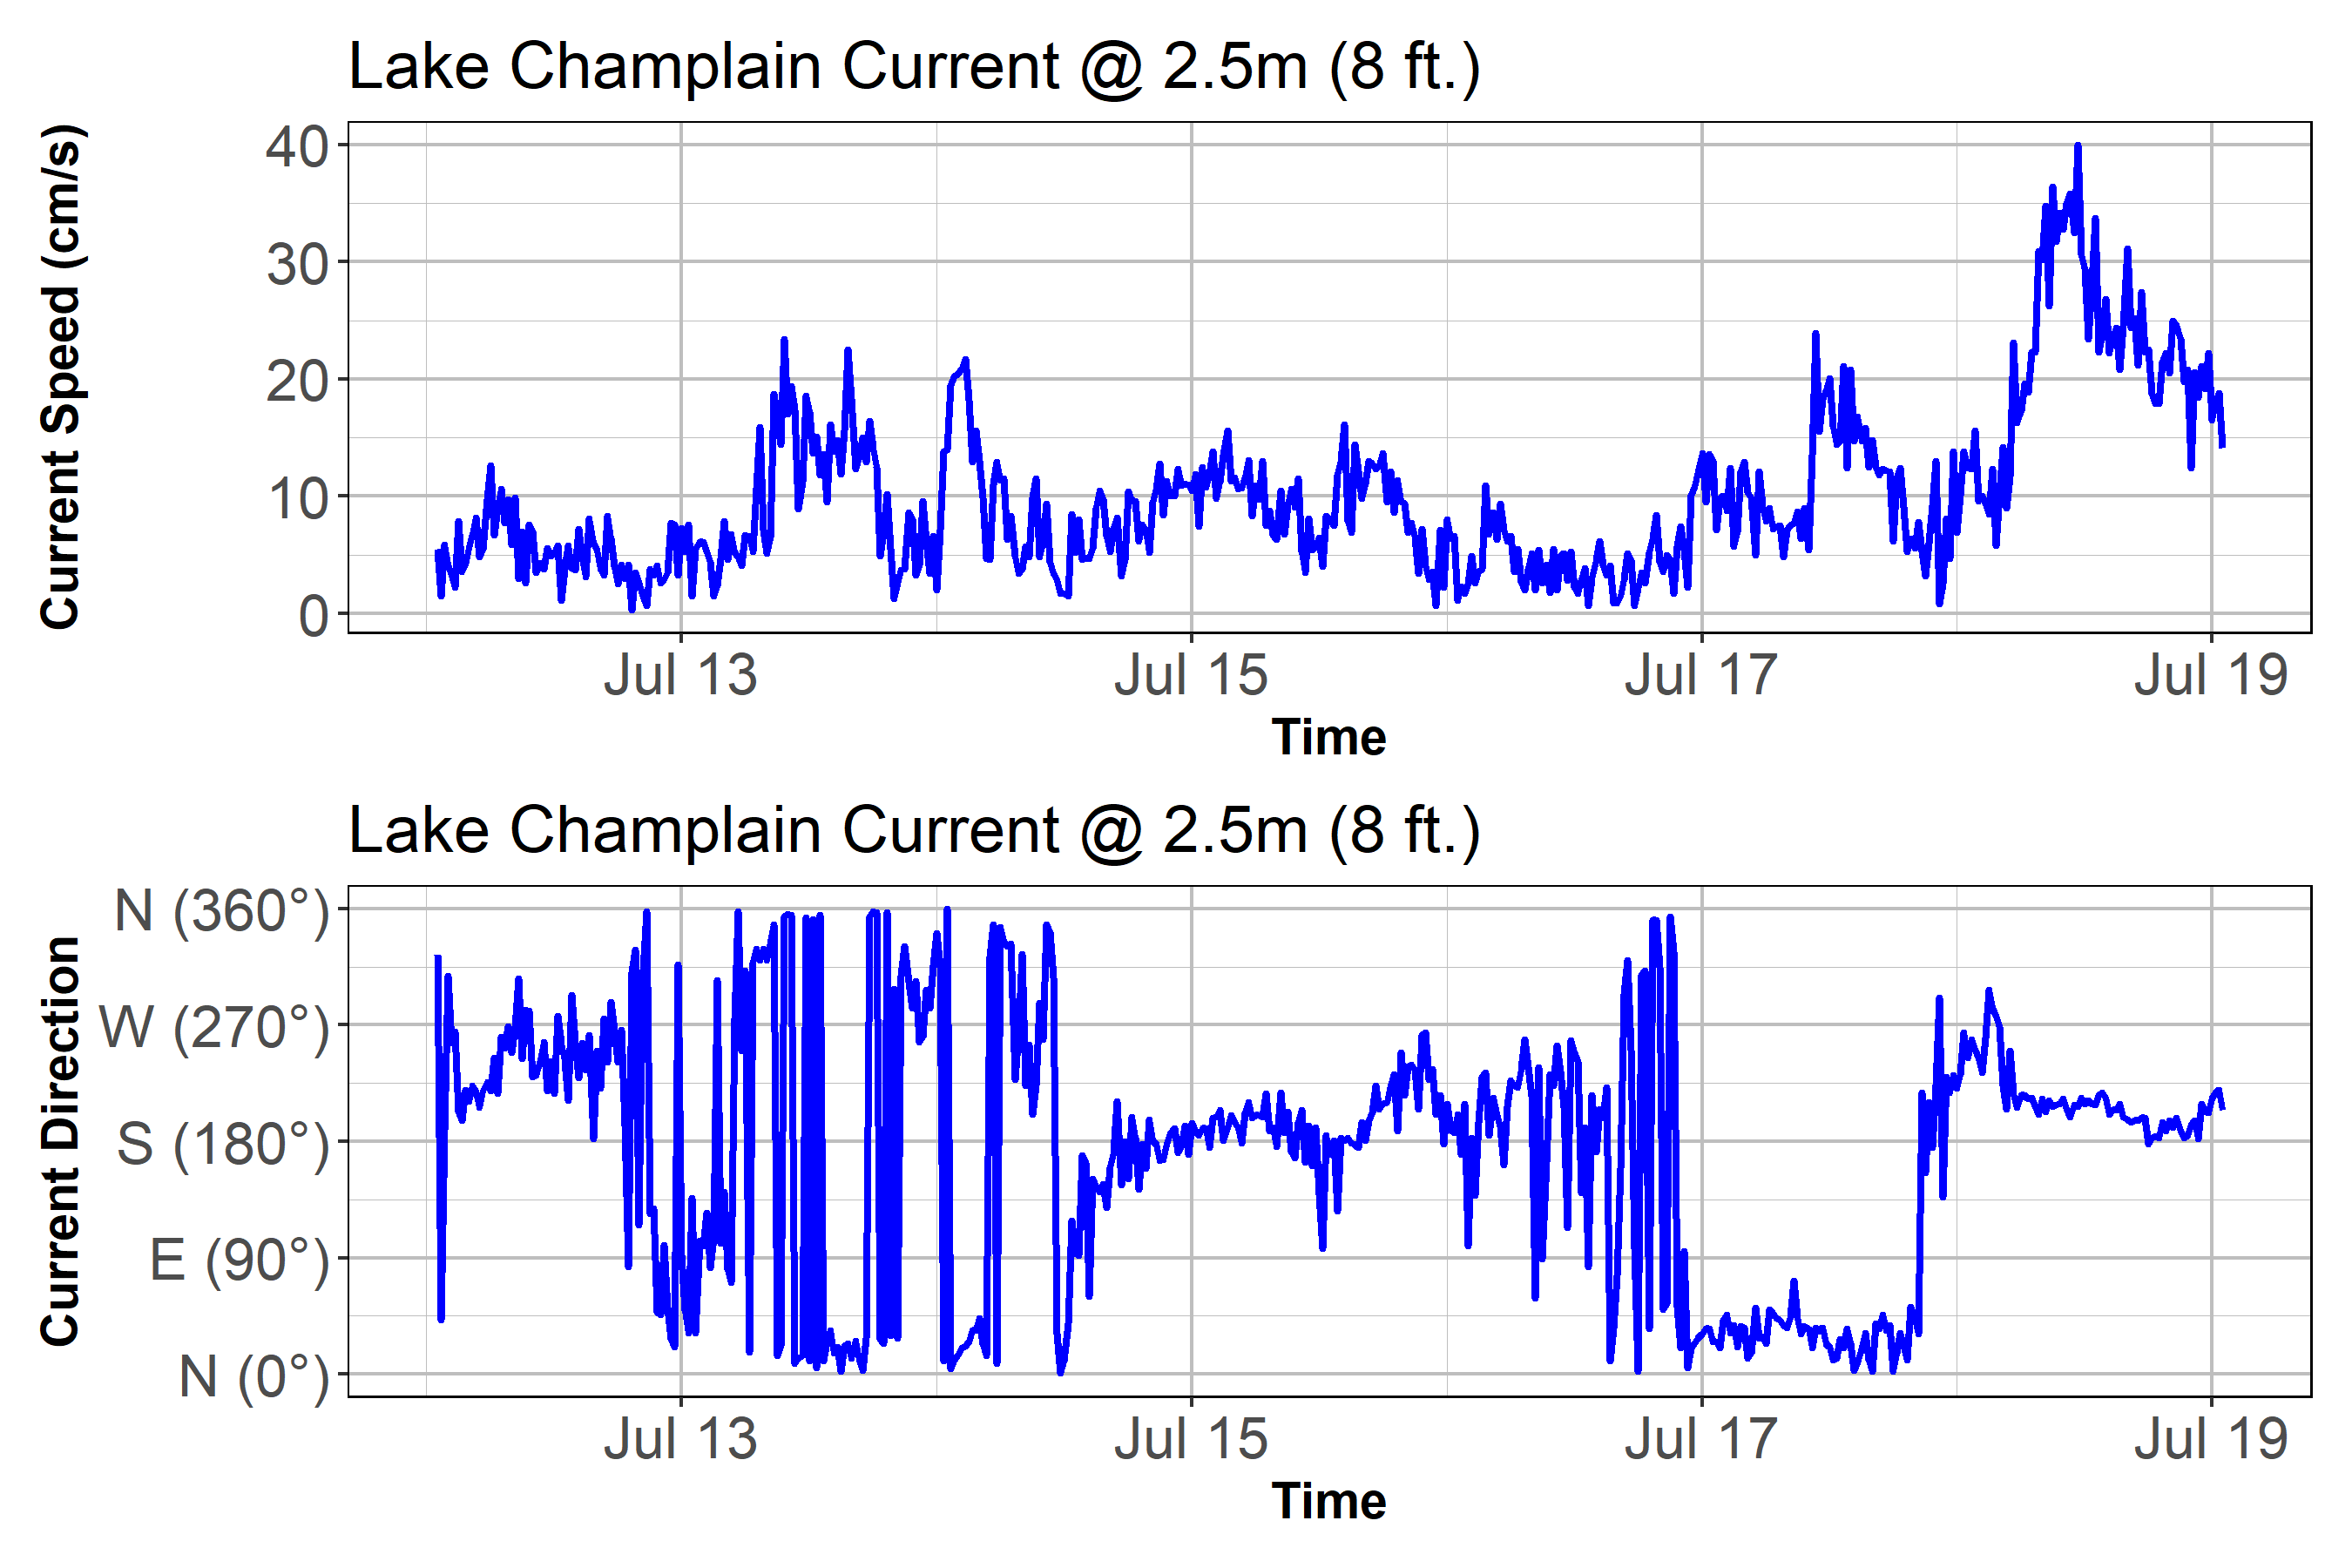 Lake Champlain Current @ 2.5m (8 ft.)
Current Speed (cm/s)
40
30
20
10
0
Jul 13 Jul 15 Jul 17 Jul 19
Time
Lake Champlain Current @ 2.5m (8 ft.)
Current Direction
N (360°)
W (270°)
S (180°)
E (90°)
N (0°)
Jul 13 Jul 15 Jul 17 Jul 19
Time